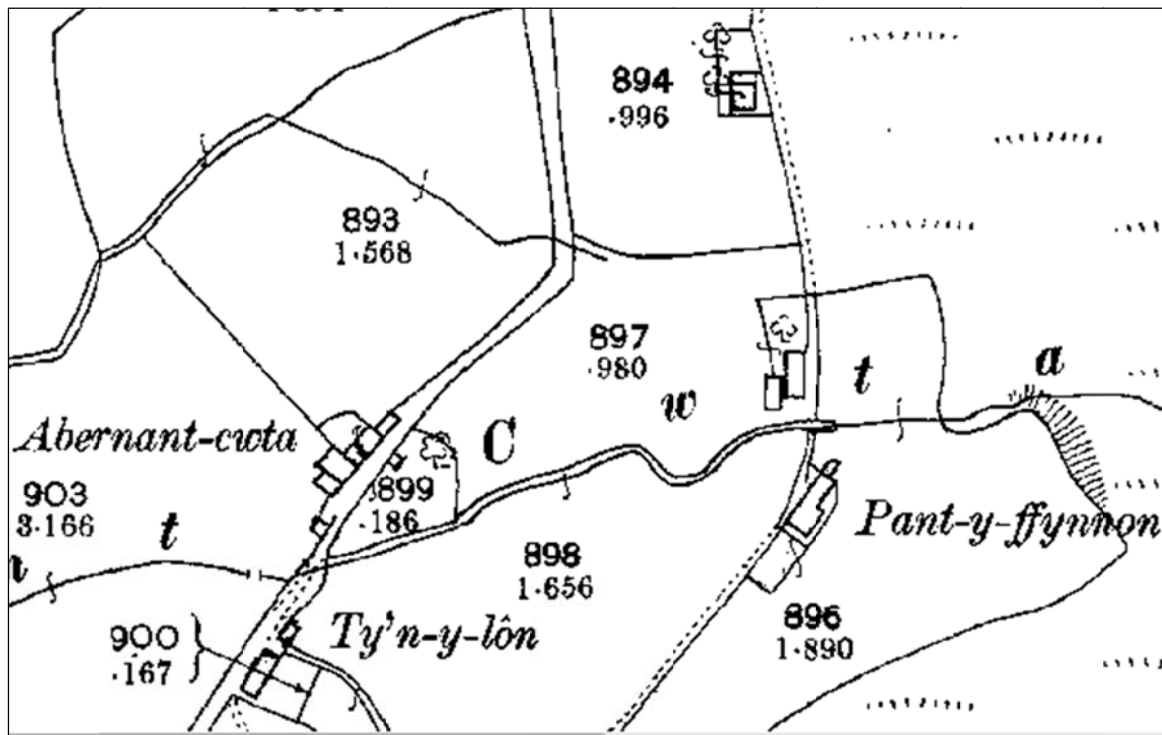 894
.996
893
1.568
897
.980
a
t
w
Abernant-cwta
C
899
.186
903
3.166
Pant-y-ffynnon
t
898
1.656
900
.167
Ty'n-y-lôn
896
1.890